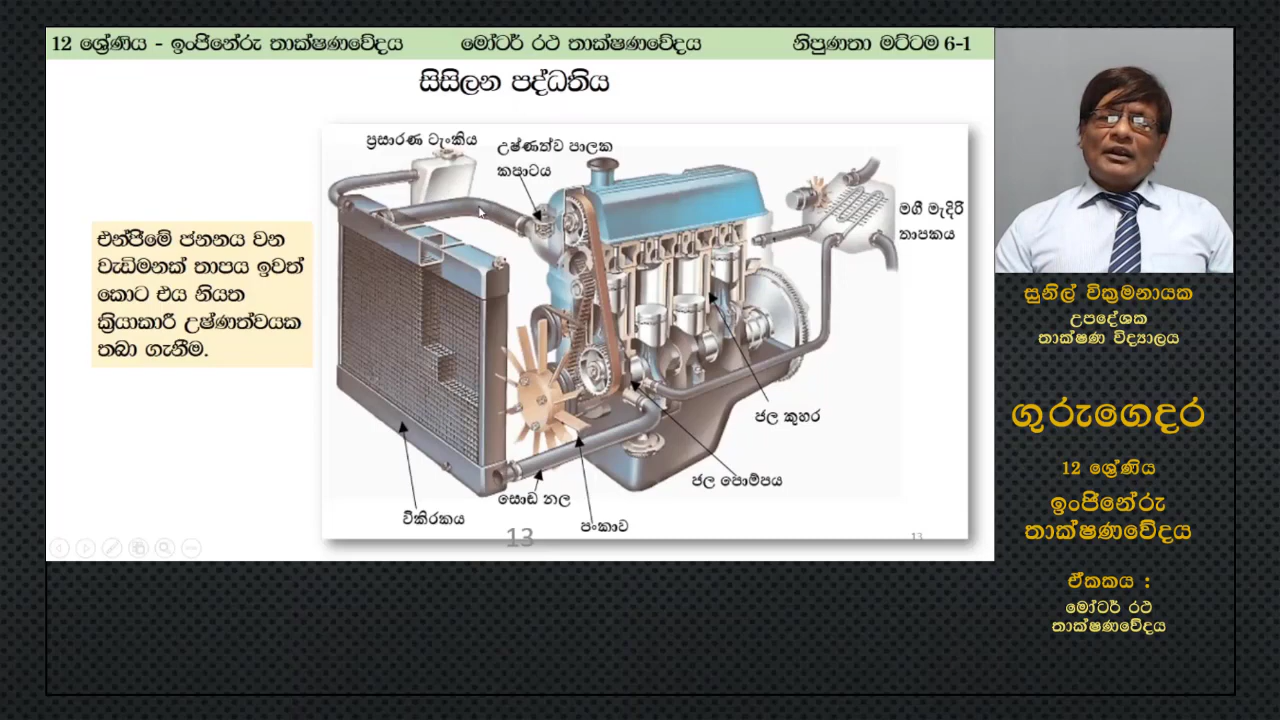 12 ශ්‍රේණිය - ඉංජිනේරු තාක්ෂණවේදය මෝටර් රථ තාක්ෂණවේදය නිපුණතා මට්ටම 6-1
සිසිලන පද්ධතිය
ප්‍රසාරණ ටැංකිය
උෂ්ණත්ව පාලක
කපාටය
මගී මැදිරි
තාපකය
එන්ජිමේ ජනනය වන
වැඩිමනක් තාපය ඉවත්
කොට එය නියත
ක්‍රියාකාරී උෂ්ණත්වයක
තබා ගැනීම.
ජල කුහර
ජල පොම්පය
සොඬ නල
විකිරකය
පංකාව
13
13
සුනිල් වික්‍රමනායක
උපදේශක
තාක්ෂණ විද්‍යාලය
ගුරුගෙදර
12 ශ්‍රේණිය
ඉංජිනේරු
තාක්ෂණවේදය
ඒකකය :
මෝටර් රථ
තාක්ෂණවේදය